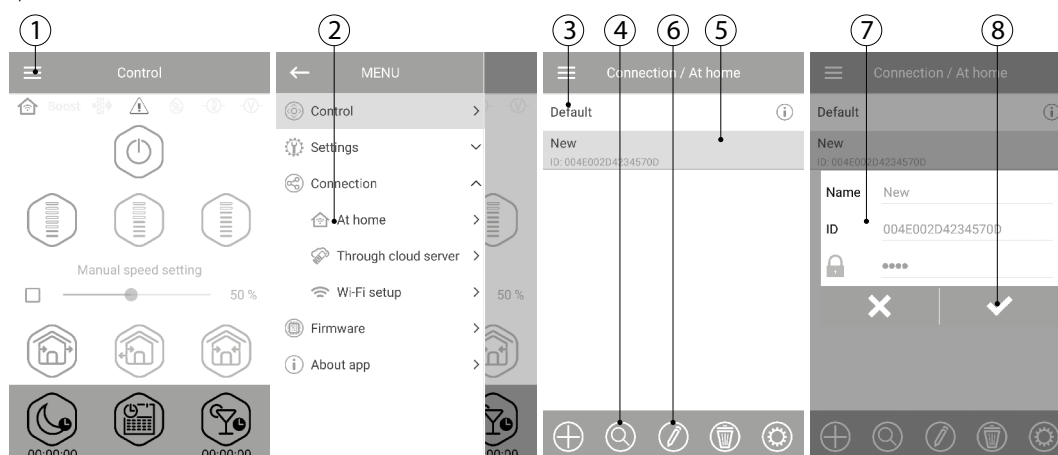 1
2
3
4
6
5
7
8
Control
Boost
Manual speed setting
50 %
00:00:00
00:00:00
MENU
Control
Settings
Connection
At home
Through cloud server
Wi-Fi setup
Firmware
About app
50 %
00:00
Connection / At home
Default
New
ID: 004E002D4234570D
Connection / At home
Default
New
ID: 004E002D4234570D
Name New
ID 004E002D4234570D